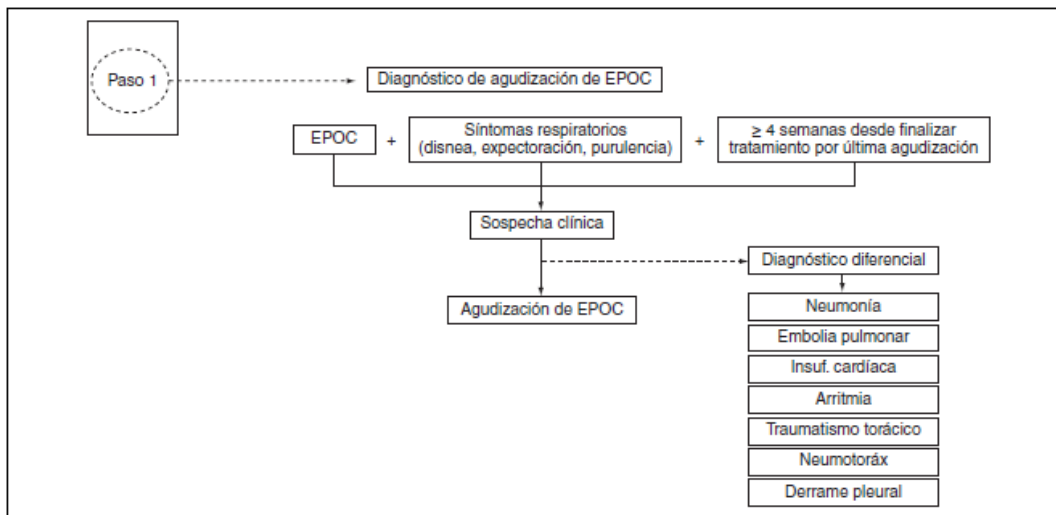 Paso 1
Diagnóstico de agudización de EPOC
EPOC
+
Síntomas respiratorios
(disnea, expectoración, purulencia)
+
≥ 4 semanas desde finalizar
tratamiento por última agudización
Sospecha clínica
Diagnóstico diferencial
Agudización de EPOC
Neumonía
Embolia pulmonar
Insuf. cardíaca
Arritmia
Traumatismo torácico
Neumotoráx
Derrame pleural